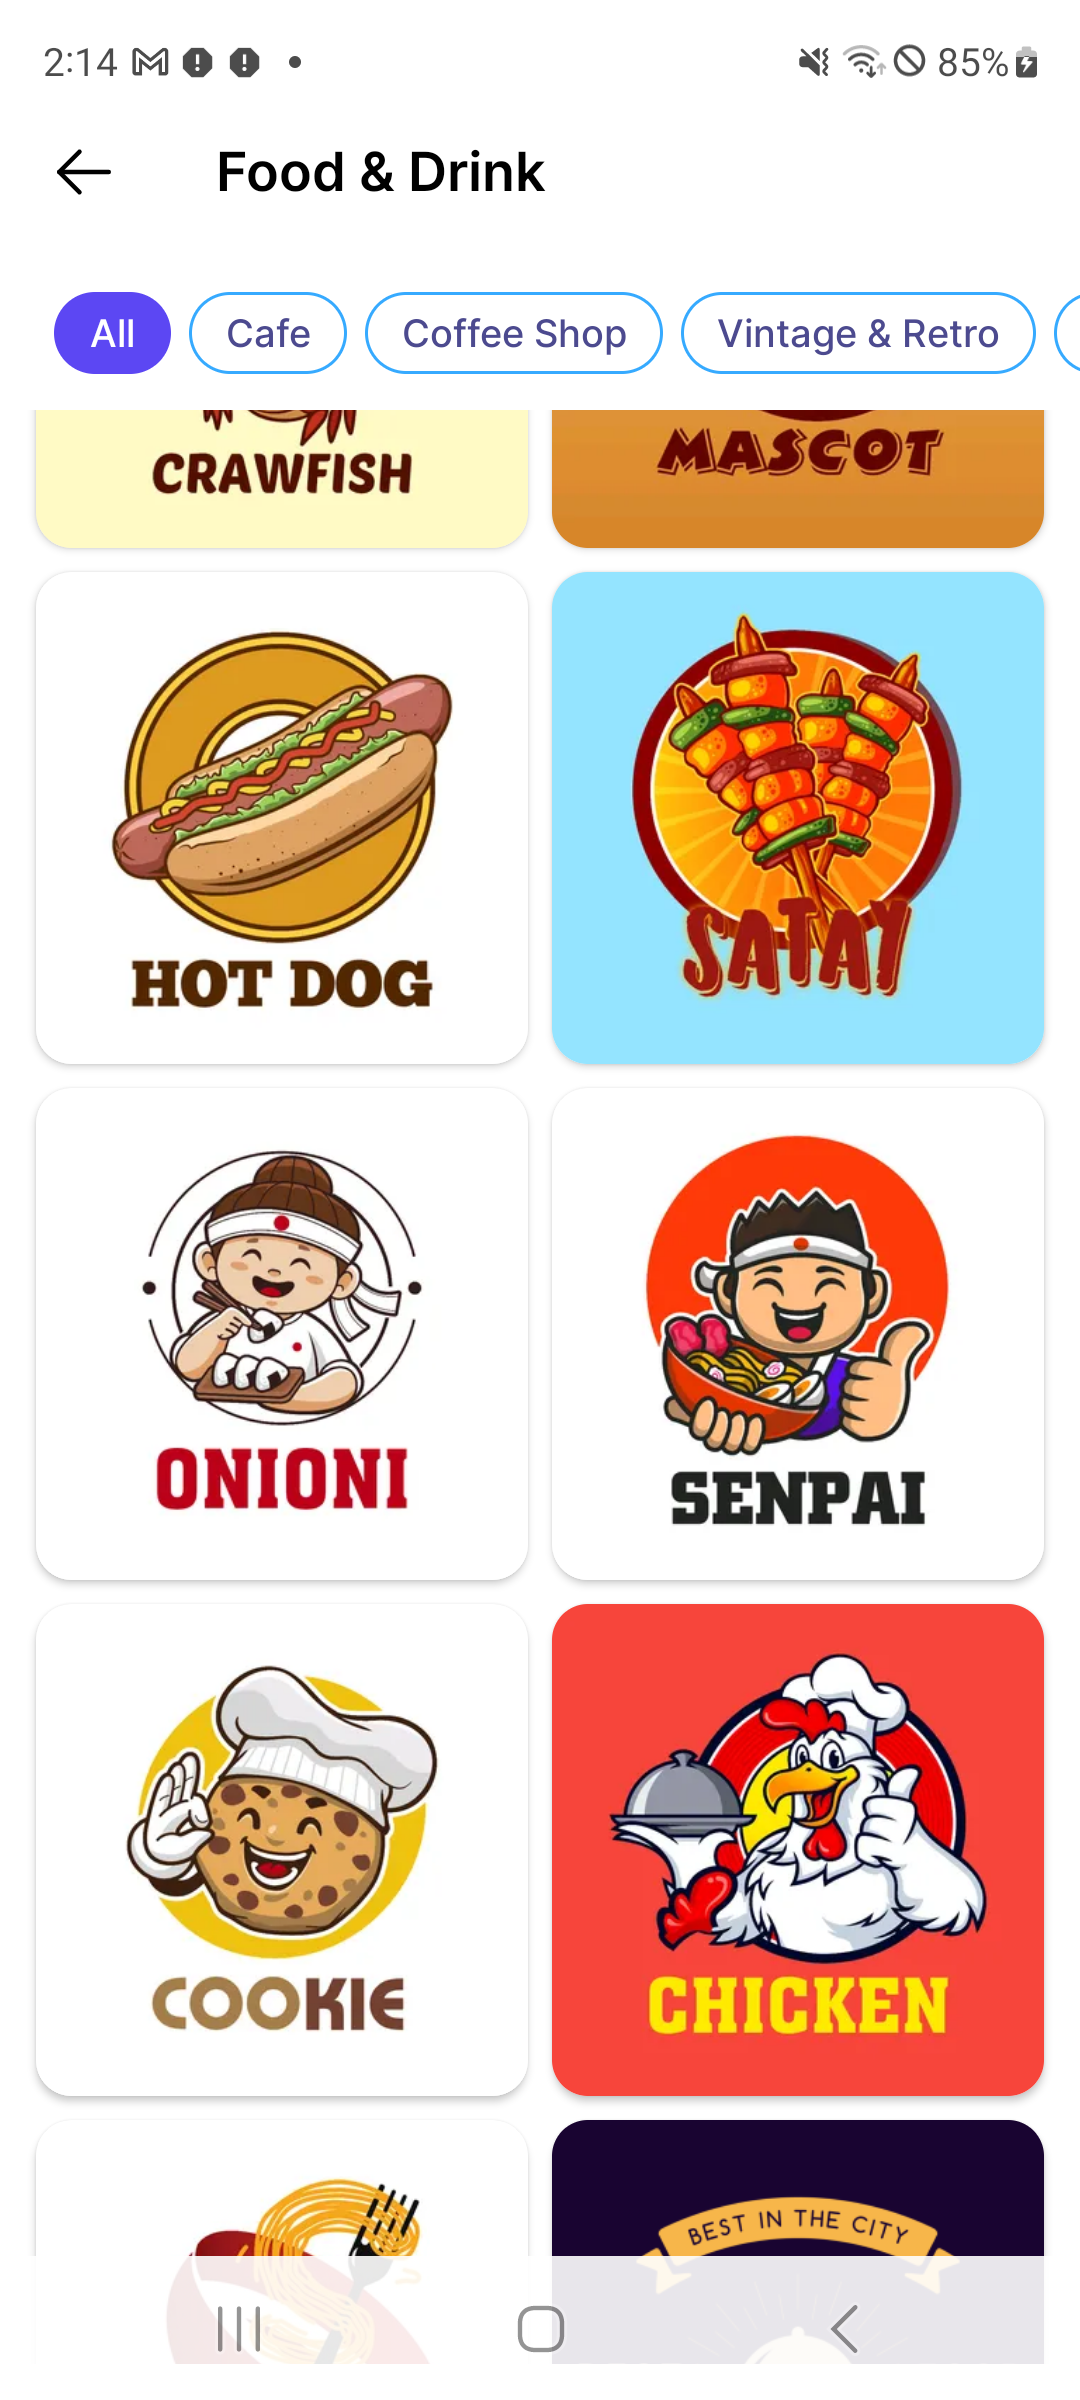 2:14
85%
Food & Drink
All
Cafe
Coffee Shop
Vintage & Retro
CRAWFISH
MASCOT
HOT DOG
SATAY
ONIONI
SENPAI
COOKIE
CHICKEN
BEST IN THE CITY